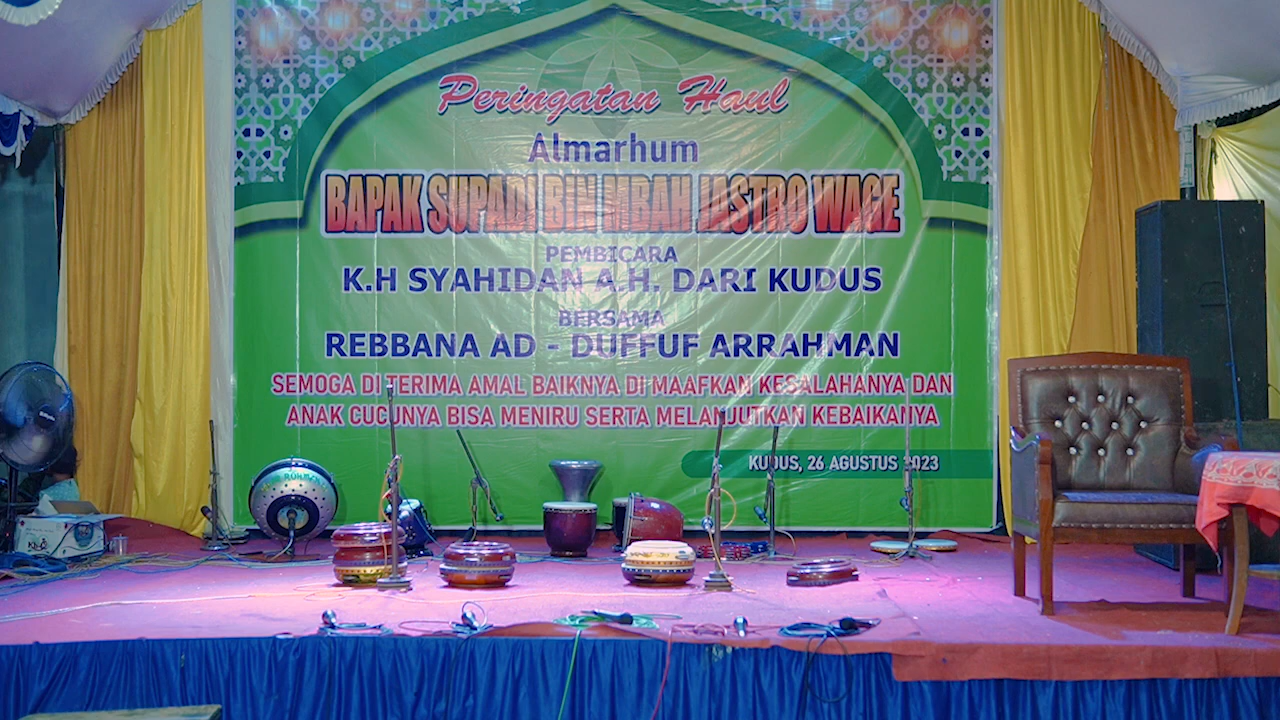 Peringatan Haul
Almarhum
BAPAK SUPADI BIN MBAH JASTRO WAGE
PEMBICARA
K.H SYAHIDAN A.H. DARI KUDUS
BERSAMA
REBBANA AD - DUFFUF ARRAHMAN
SEMOGA DI TERIMA AMAL BAIKNYA DI MAAFKAN KESALAHANYA DAN
ANAK CUCUNYA BISA MENIRU SERTA MELANJUTKAN KEBAIKANYA
KUDUS, 26 AGUSTUS 2023